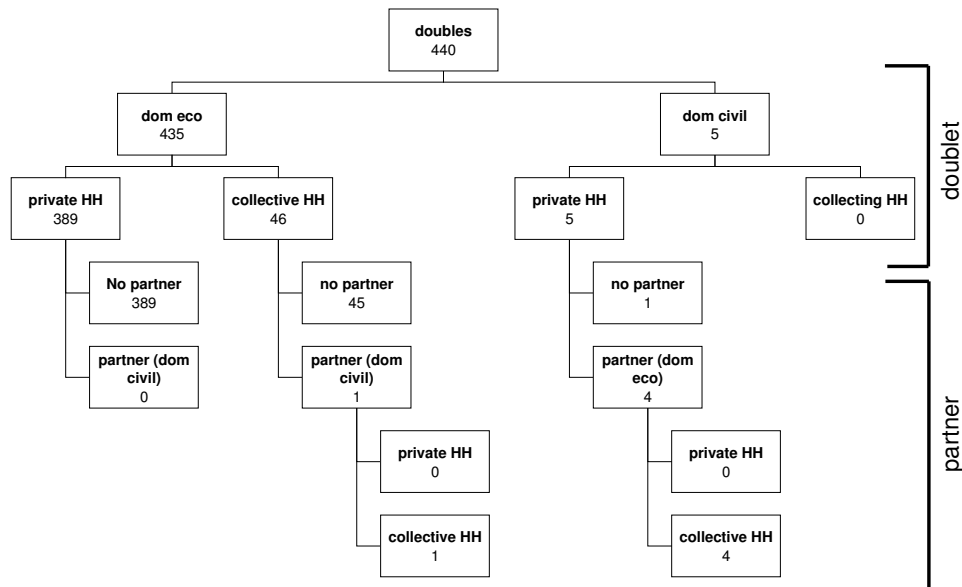 doubles
440
dom eco
435
dom civil
5
private HH
389
collective HH
46
private HH
5
collecting HH
0
doublet
No partner
389
no partner
45
no partner
1
partner (dom
civil)
0
partner (dom
civil)
1
partner (dom
eco)
4
private HH
0
private HH
0
collective HH
1
collective HH
4
partner